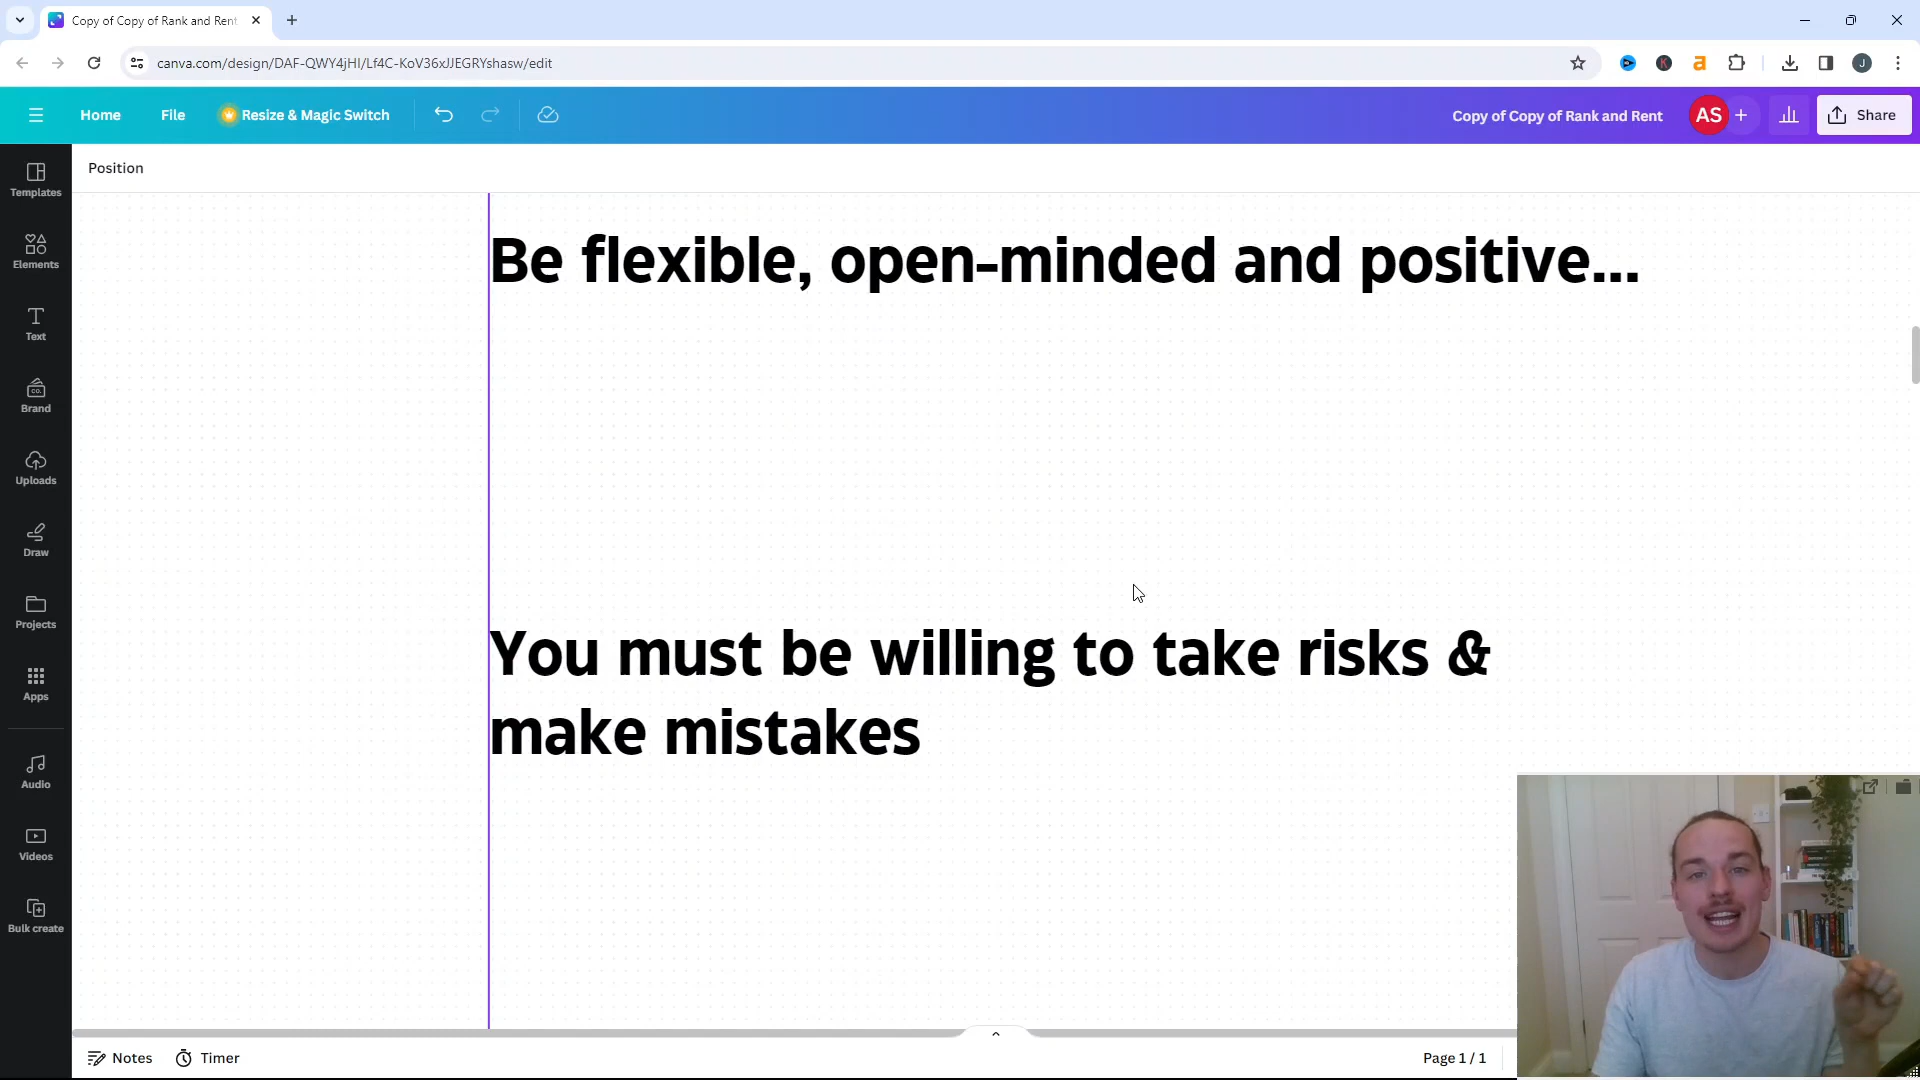 Copy of Copy of Rank and Rent
canva.com/design/DAF-QWY4jHI/Lf4C-KoV36xJJEGRYshasw/edit
K
a
J
Home
File
Resize & Magic Switch
Copy of Copy of Rank and Rent
AS
Share
Position
Templates
Elements
Text
Brand
Uploads
Draw
Projects
Apps
Audio
Videos
Bulk create
Be flexible, open-minded and positive...
You must be willing to take risks &
make mistakes
Notes
Timer
Page 1 / 1